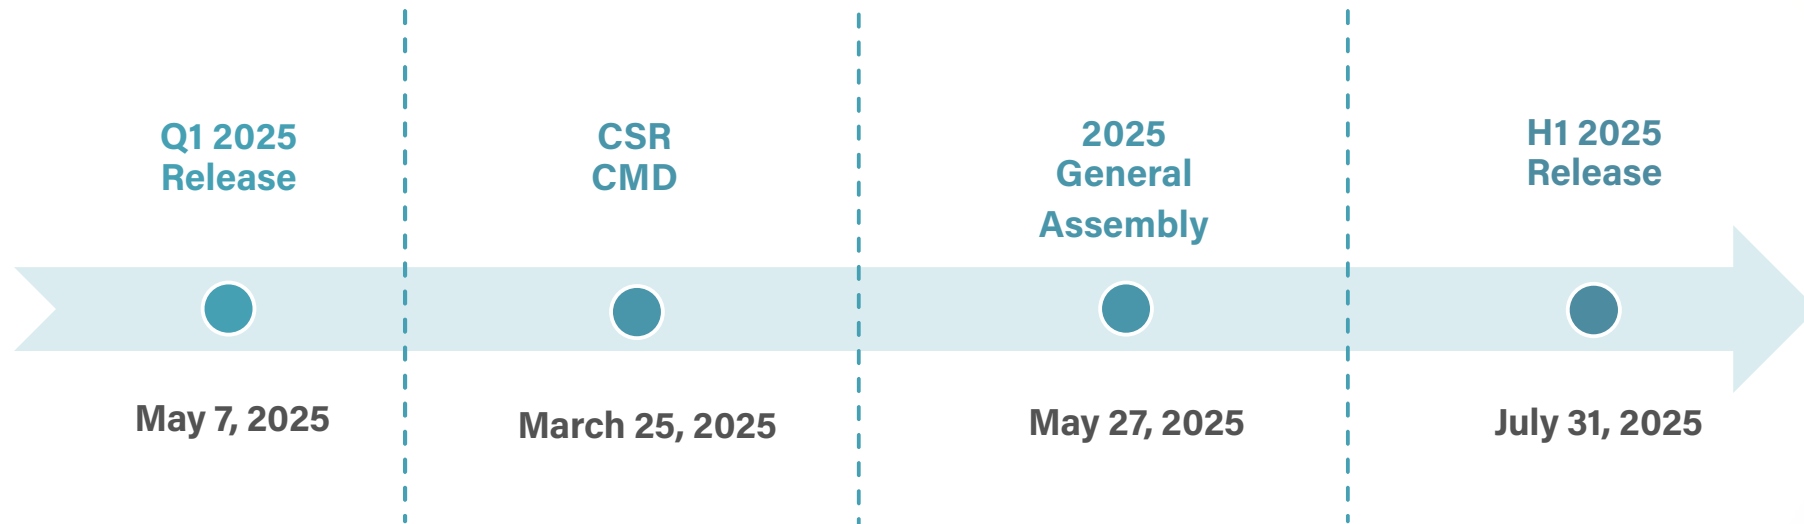 Q1 2025
Release
May 7, 2025
CSR
CMD
March 25, 2025
2025
General
Assembly
May 27, 2025
H1 2025
Release
July 31, 2025